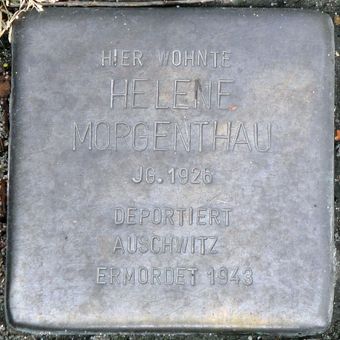 HIER WOHNTE
HELENE
MORGENTHAU
JG. 1926
DEPORTIERT
AUSCHWITZ
ERMORDET 1943